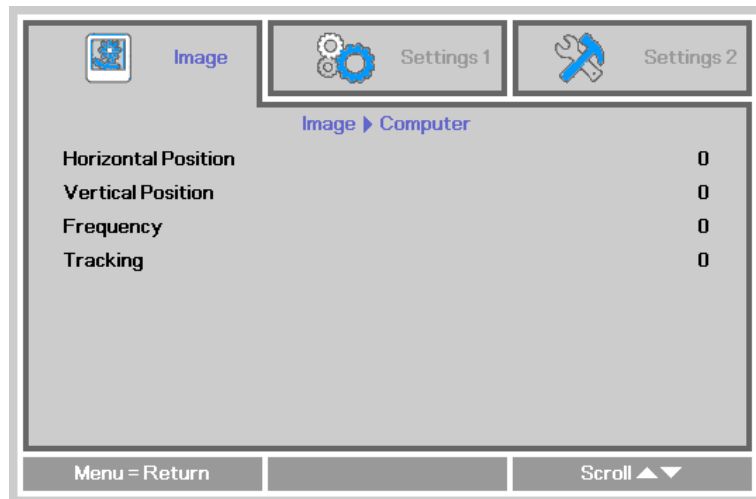 Image
Settings 1
Settings 2
Image ▶ Computer
Horizontal Position 0
Vertical Position 0
Frequency 0
Tracking 0
Menu = Return
Scroll ▲▼